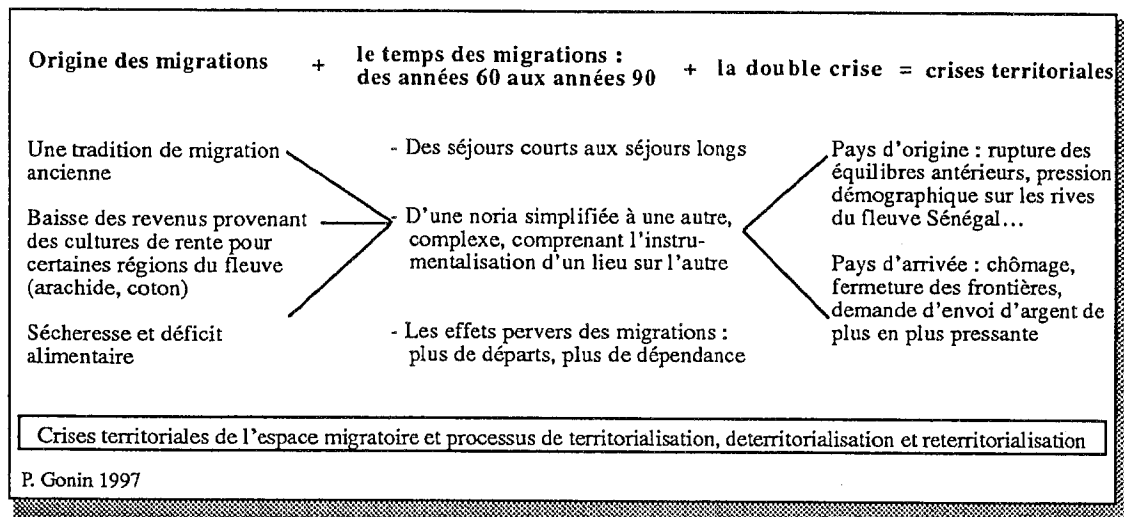 Origine des migrations + le temps des migrations : des années 60 aux années 90 + la double crise = crises territoriales
Une tradition de migration
ancienne
Baisse des revenus provenant
des cultures de rente pour
certaines régions du fleuve
(arachide, coton)
Sécheresse et déficit
alimentaire
- Des séjours courts aux séjours longs
- D'une noria simplifiée à une autre,
complexe, comprenant l'instru-
mentalisation d'un lieu sur l'autre
- Les effets pervers des migrations :
plus de départs, plus de dépendance
Pays d'origine : rupture des
équilibres antérieurs, pression
démographique sur les rives
du fleuve Sénégal...
Pays d'arrivée : chômage,
fermeture des frontières,
demande d'envoi d'argent de
plus en plus pressante
Crises territoriales de l'espace migratoire et processus de territorialisation, deterritorialisation et reterritorialisation
P. Gonin 1997